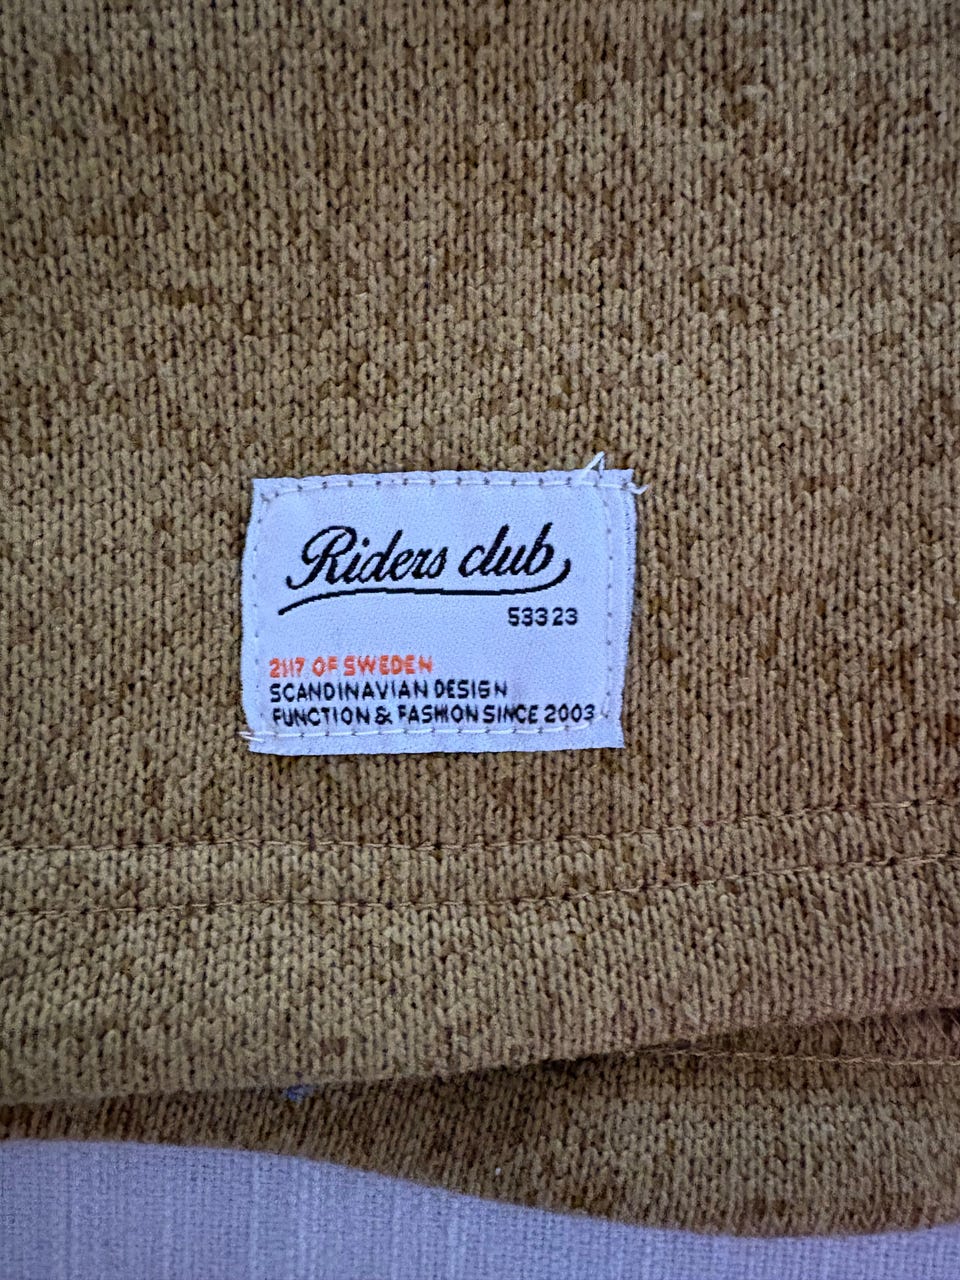 Riders club
53323
2117 OF SWEDEN
SCANDINAVIAN DESIGN
FUNCTION & FASHION SINCE 2003